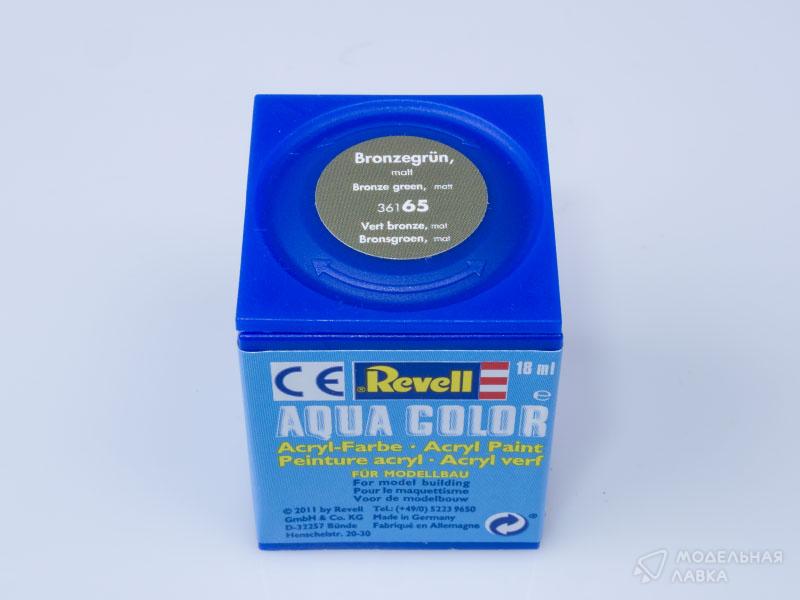 Bronzegrün,
matt
Bronze green, matt
36165
Vert bronze, mat
Bronsgroen, mat
CE Revell 18 ml
e
AQUA COLOR
Acryl-Farbe · Acryl Paint
Peinture acryl · Acryl verf
FÜR MODELLBAU
For model building
Pour le maquettisme
Voor de modelbouw
© 2011 by Revell Tel.: (+49/0) 5223 9650
GmbH & Co. KG Made in Germany
D-32257 Bünde Fabriqué en Allemagne
Henschelstr. 20-30
МОДЕЛЬНАЯ
ЛАВКА